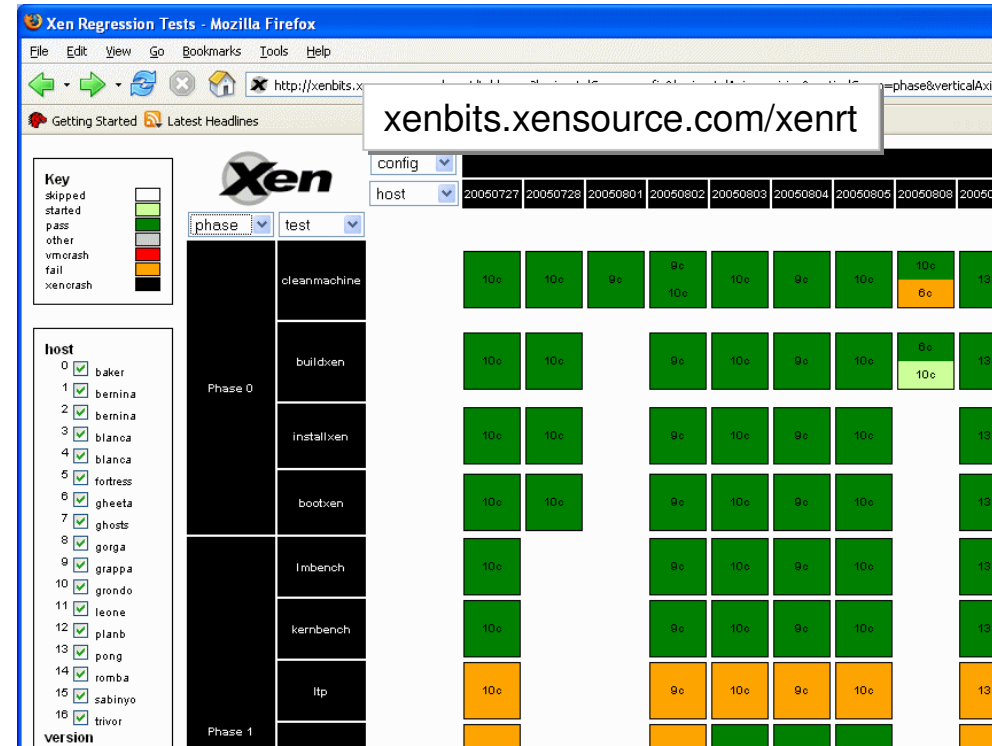 Xen Regression Tests - Mozilla Firefox
File Edit View Go Bookmarks Tools Help
http://xenbits.x
=phase&verticalAxi
Getting Started Latest Headlines
xenbits.xensource.com/xenrt
Key
skipped
started
pass
other
vmcrash
fail
xencrash
Xen
config
host 20050727 20050728 20050801 20050802 20050803 20050804 20050805 20050808 20050
phase test
cleanmachine 10c 10c 9c 9c 10c 10c 9c 10c 10c 6c 13
buildxen 10c 10c 9c 10c 9c 10c 6c 10c 13
Phase 0
installxen 10c 10c 9c 10c 9c 10c 13
bootxen 10c 10c 9c 10c 9c 10c 13
lmbench 10c 9c 10c 9c 10c 13
kernbench 10c 9c 10c 9c 10c 13
ltp 10c 9c 10c 9c 10c 13
Phase 1
host
0 baker
1 bernina
2 bernina
3 blanca
4 blanca
5 fortress
6 gheeta
7 ghosts
8 gorga
9 grappa
10 grondo
11 leone
12 planb
13 pong
14 romba
15 sabinyo
16 trivor
version